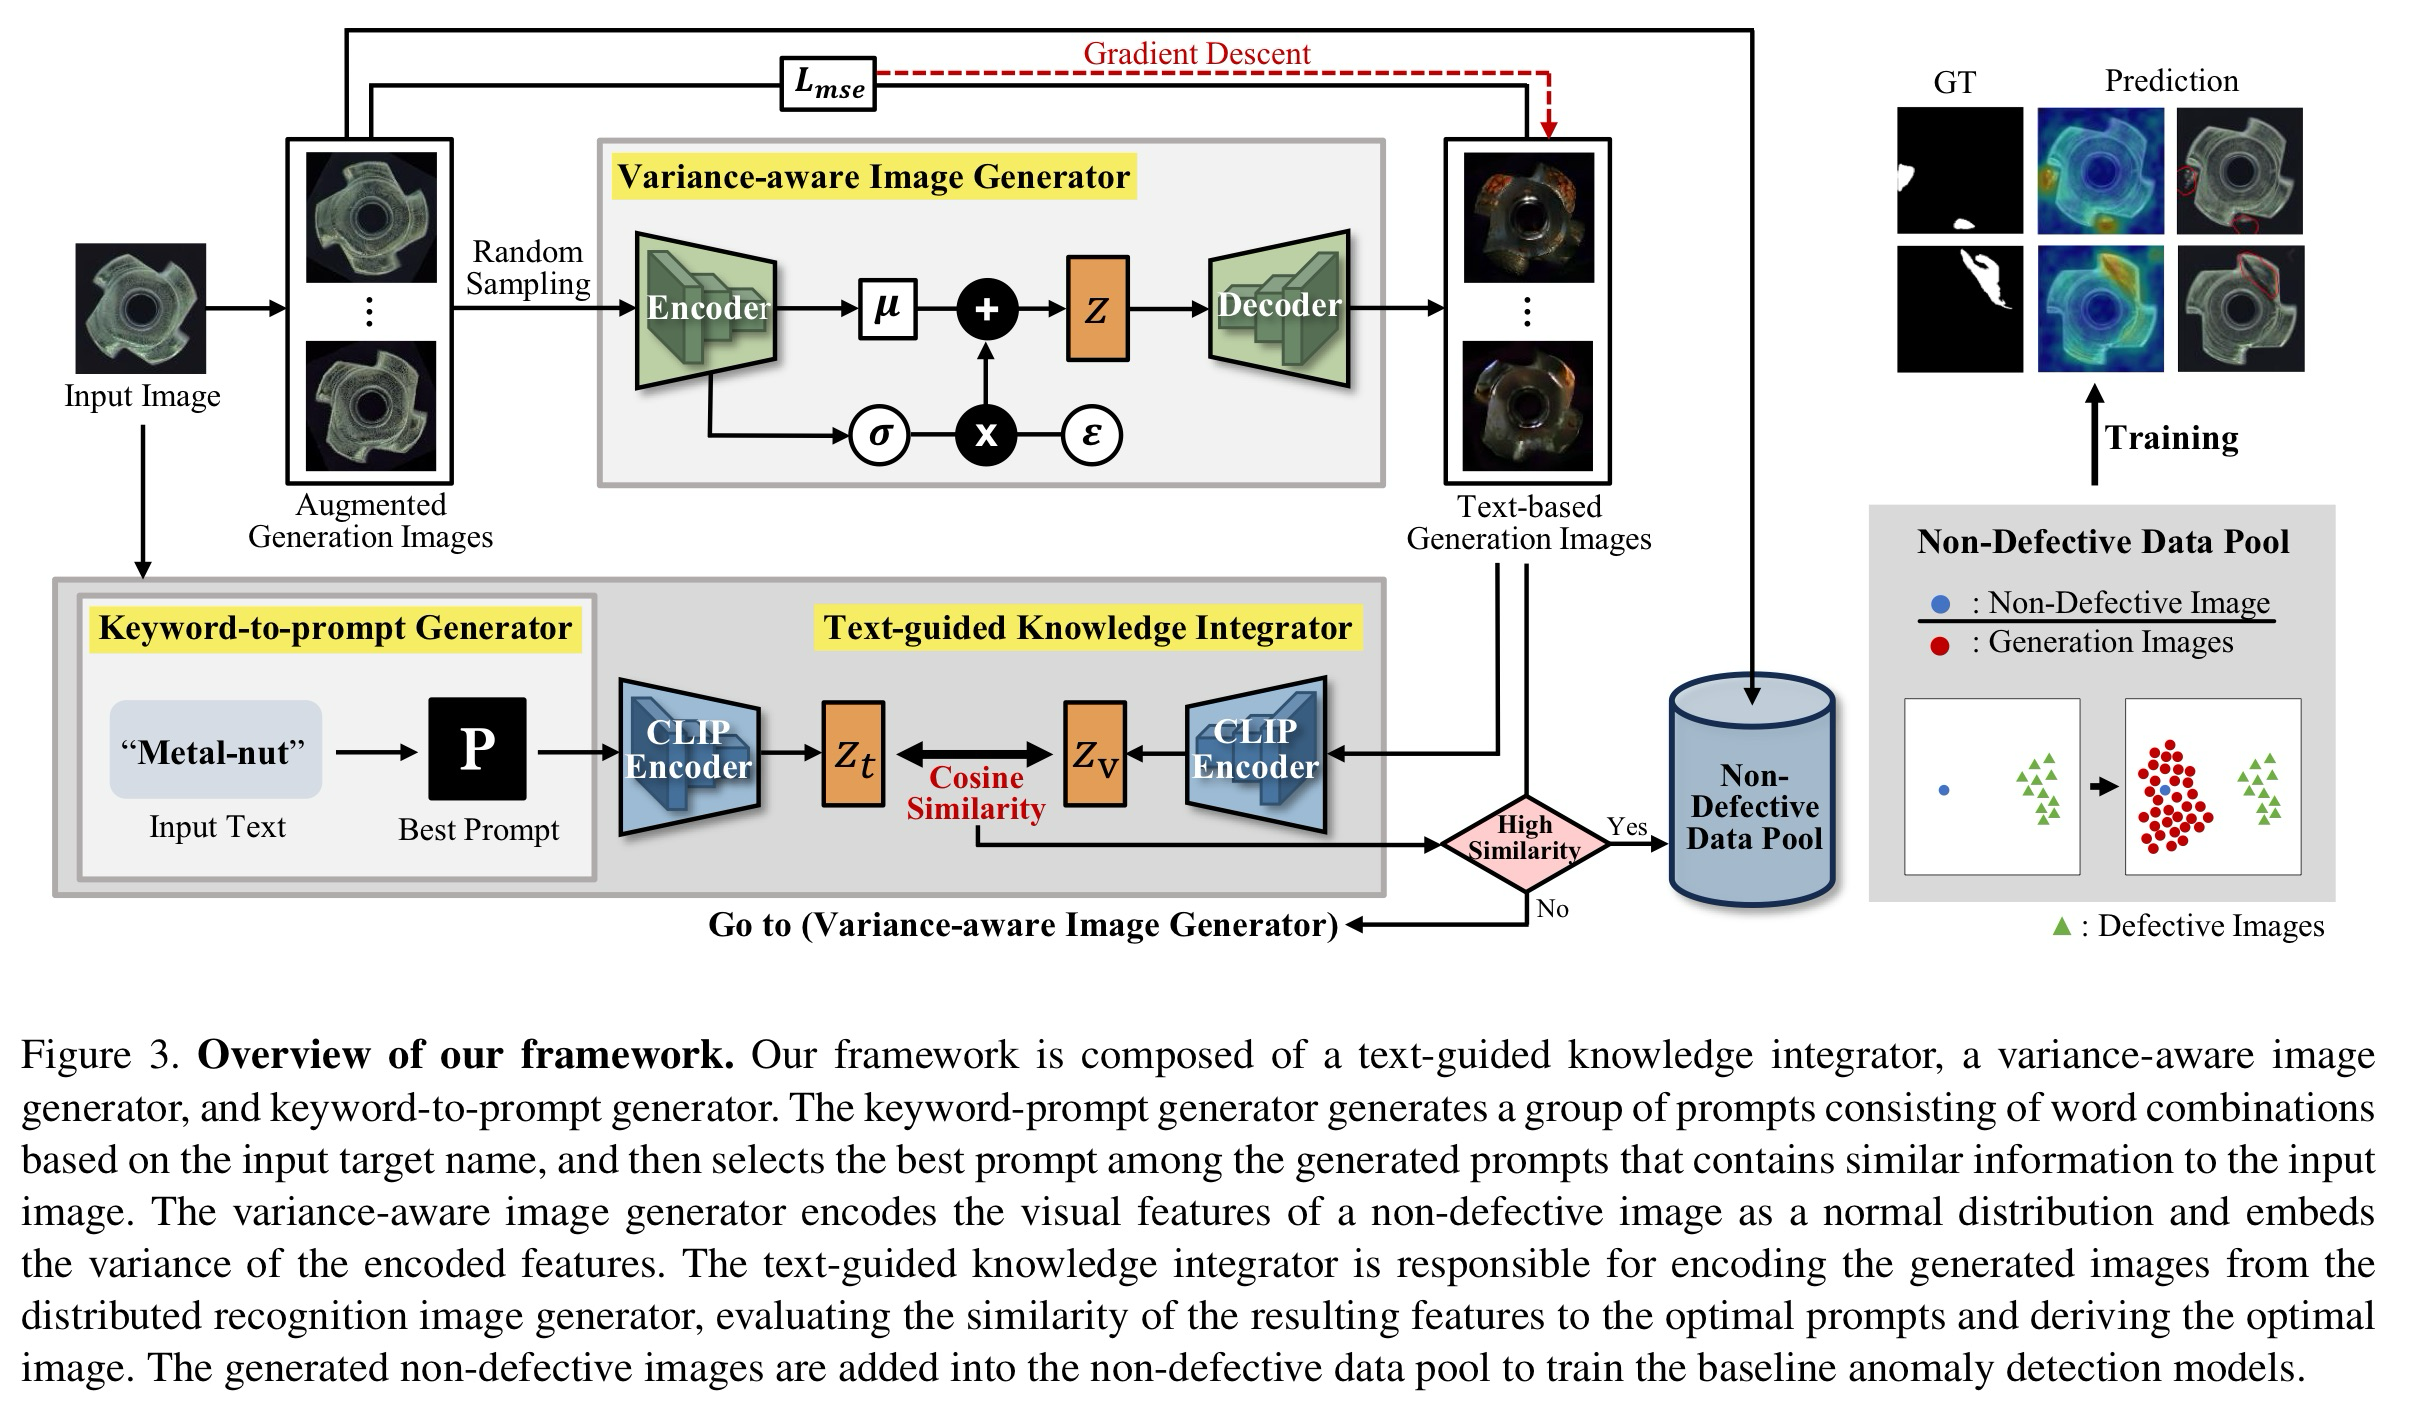 Gradient Descent
L_mse
GT
Prediction
Variance-aware Image Generator
Random
Sampling
Encoder
μ
+
z
Decoder
σ
x
ε
Input Image
Augmented
Generation Images
Text-based
Generation Images
Training
Keyword-to-prompt Generator
Text-guided Knowledge Integrator
"Metal-nut"
P
Input Text
Best Prompt
CLIP
Encoder
z_t
Cosine
Similarity
z_v
CLIP
Encoder
High
Similarity
Yes
No
Go to (Variance-aware Image Generator)
Non-
Defective
Data Pool
Non-Defective Data Pool
: Non-Defective Image
: Generation Images
: Defective Images
Figure 3. Overview of our framework. Our framework is composed of a text-guided knowledge integrator, a variance-aware image
generator, and keyword-to-prompt generator. The keyword-prompt generator generates a group of prompts consisting of word combinations
based on the input target name, and then selects the best prompt among the generated prompts that contains similar information to the input
image. The variance-aware image generator encodes the visual features of a non-defective image as a normal distribution and embeds
the variance of the encoded features. The text-guided knowledge integrator is responsible for encoding the generated images from the
distributed recognition image generator, evaluating the similarity of the resulting features to the optimal prompts and deriving the optimal
image. The generated non-defective images are added into the non-defective data pool to train the baseline anomaly detection models.